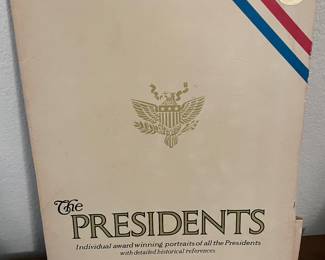 The
PRESIDENTS
Individual award winning portraits of all the Presidents
with detailed historical references